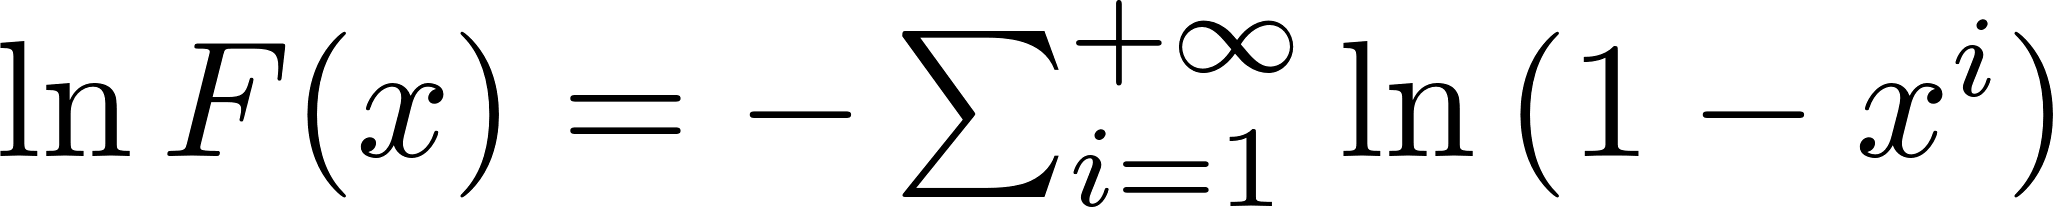 ln F(x) = −∑_{i=1}^{+∞} ln (1 − x^i)